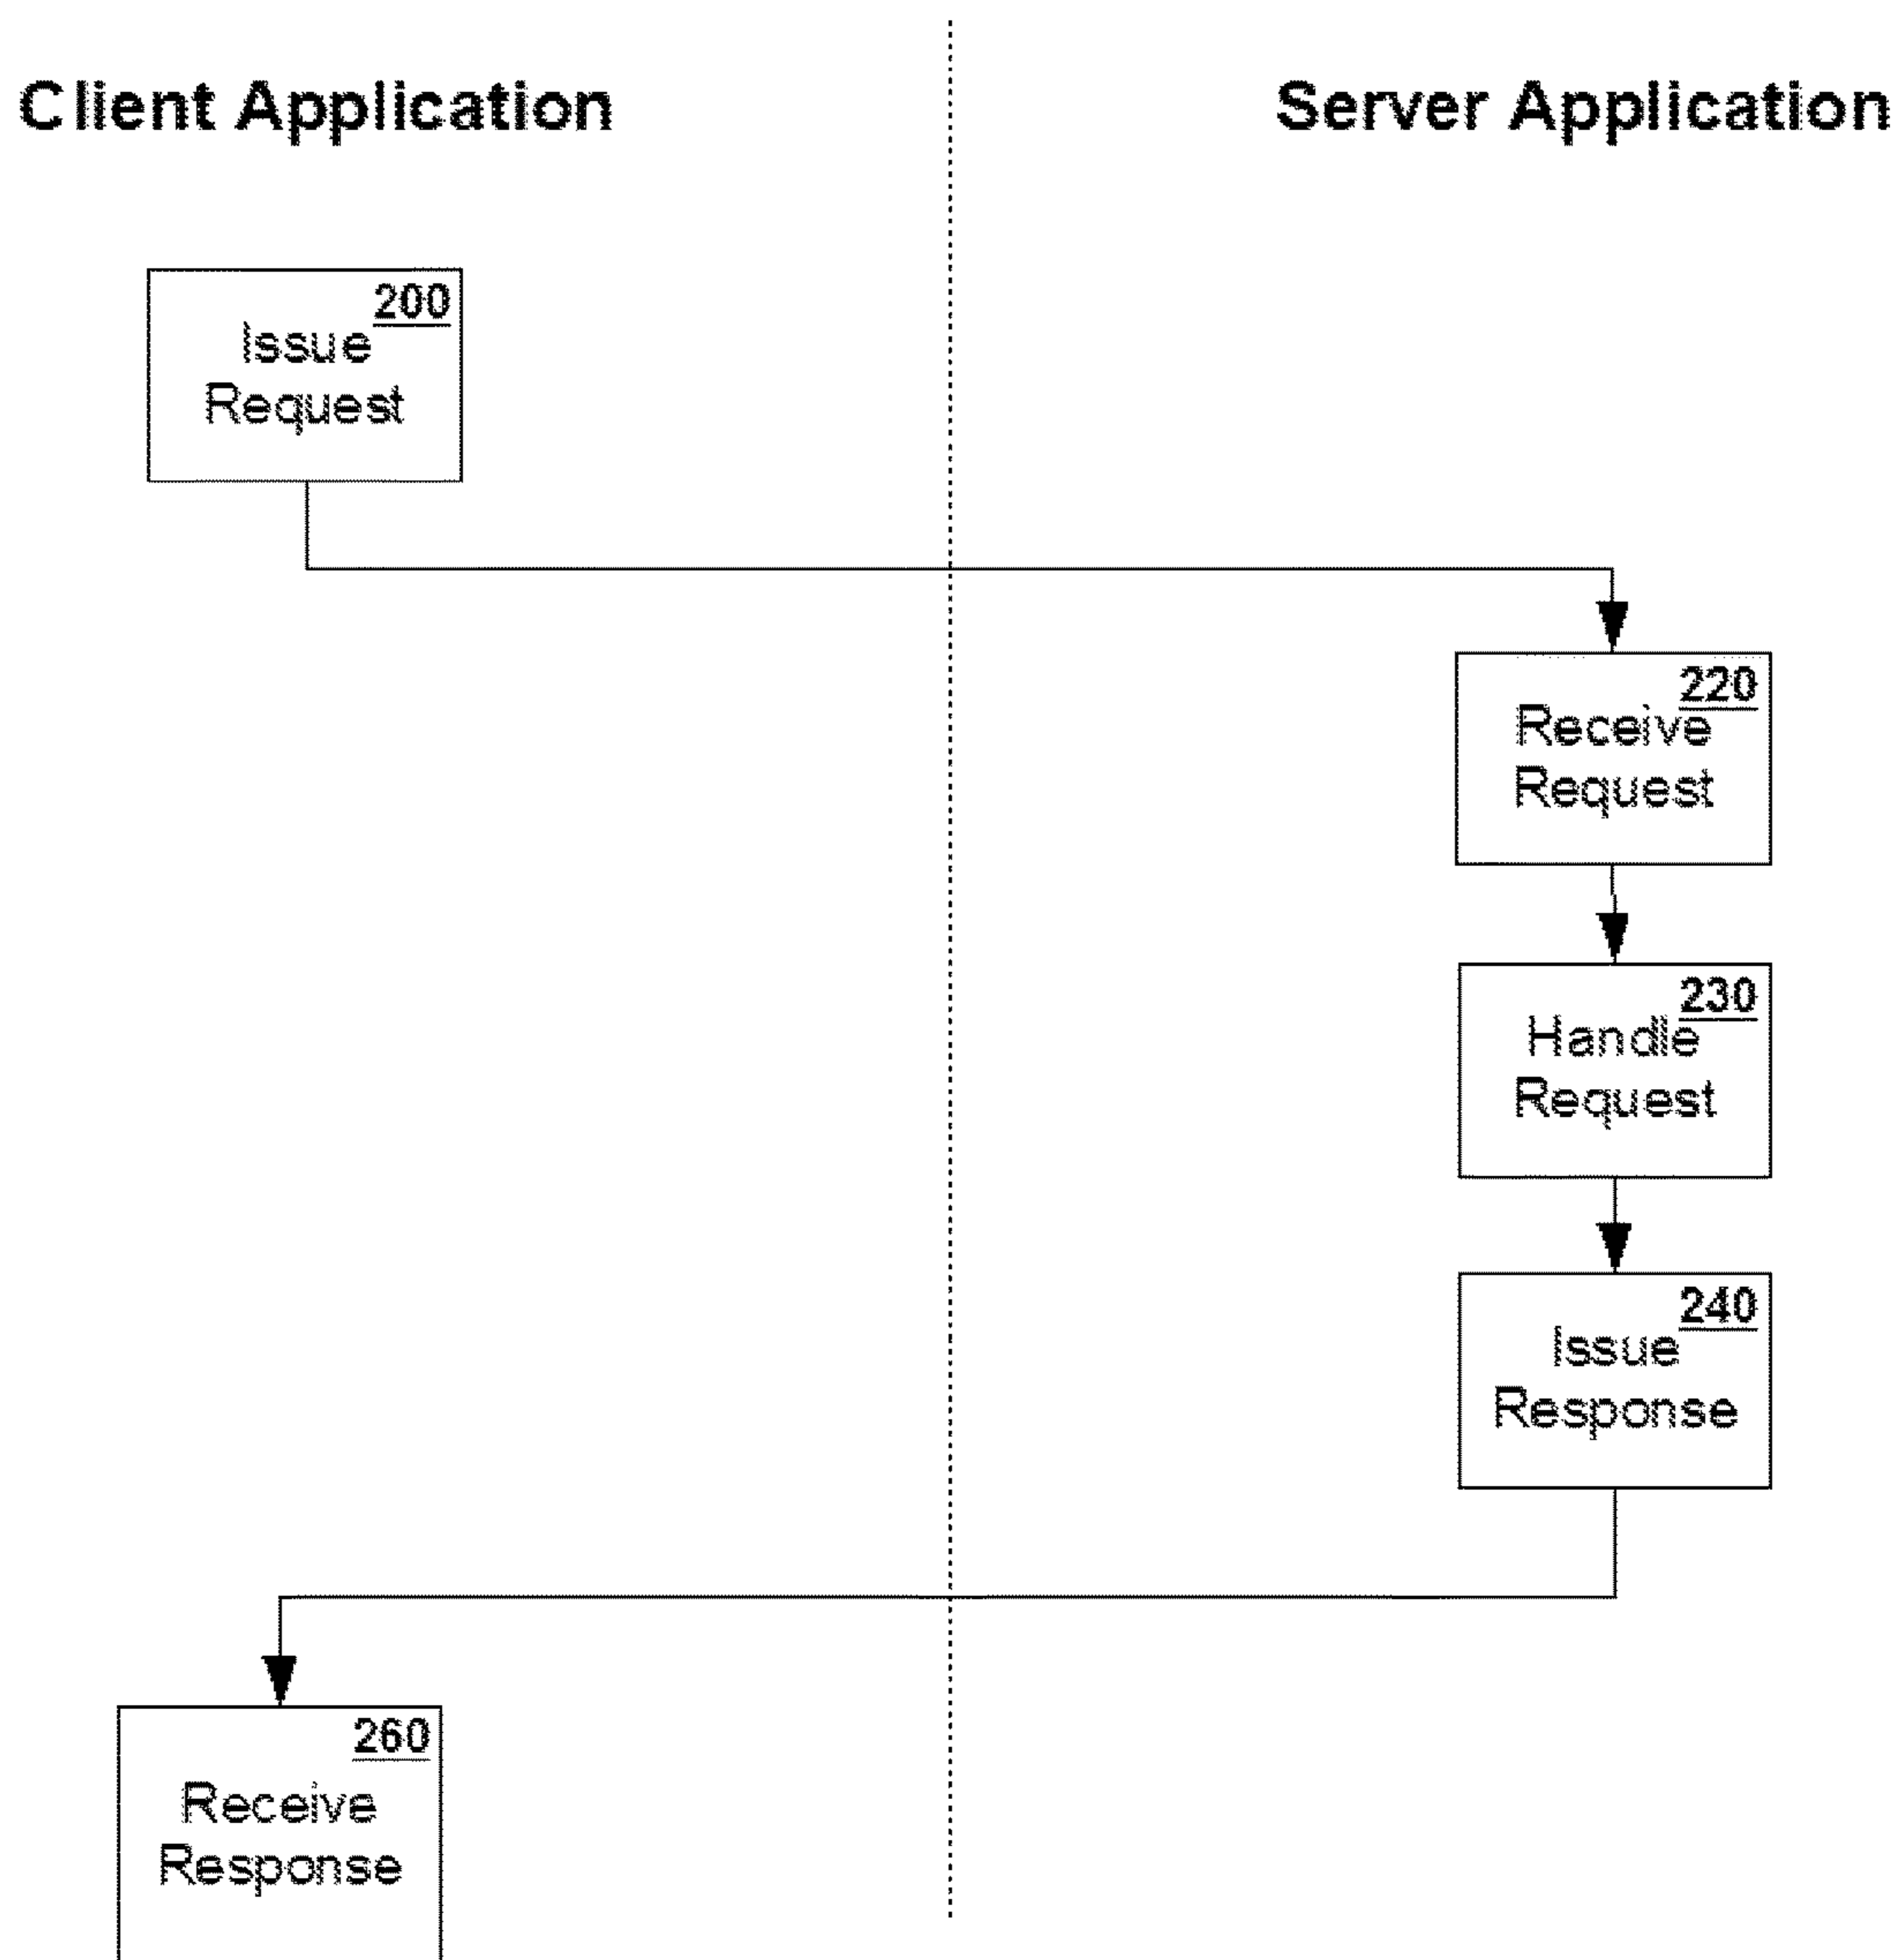 Client Application
Server Application
200
Issue
Request
220
Receive
Request
230
Handle
Request
240
Issue
Response
260
Receive
Response